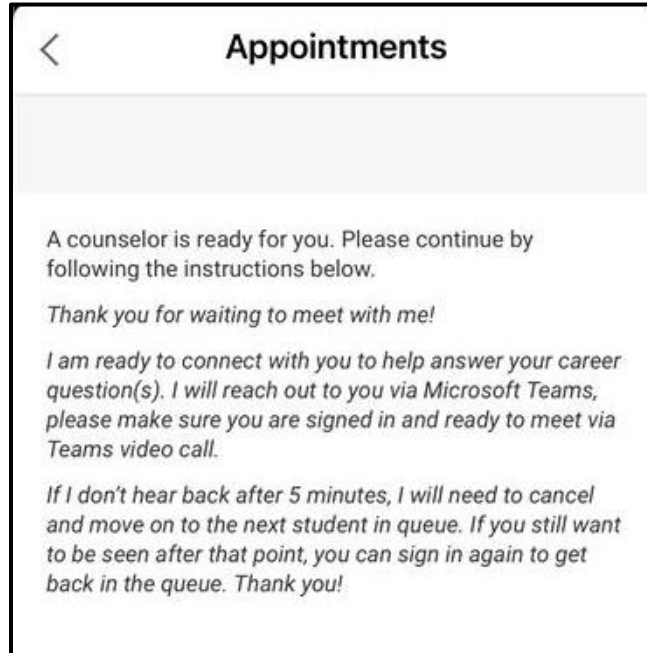 Appointments
A counselor is ready for you. Please continue by
following the instructions below.
Thank you for waiting to meet with me!
I am ready to connect with you to help answer your career
question(s). I will reach out to you via Microsoft Teams,
please make sure you are signed in and ready to meet via
Teams video call.
If I don't hear back after 5 minutes, I will need to cancel
and move on to the next student in queue. If you still want
to be seen after that point, you can sign in again to get
back in the queue. Thank you!